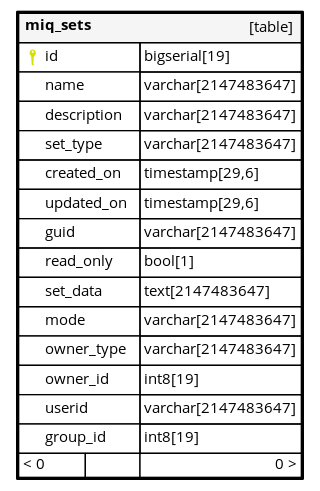 miq_sets [table]
id bigserial[19]
name varchar[2147483647]
description varchar[2147483647]
set_type varchar[2147483647]
created_on timestamp[29,6]
updated_on timestamp[29,6]
guid varchar[2147483647]
read_only bool[1]
set_data text[2147483647]
mode varchar[2147483647]
owner_type varchar[2147483647]
owner_id int8[19]
userid varchar[2147483647]
group_id int8[19]
< 0 0 >